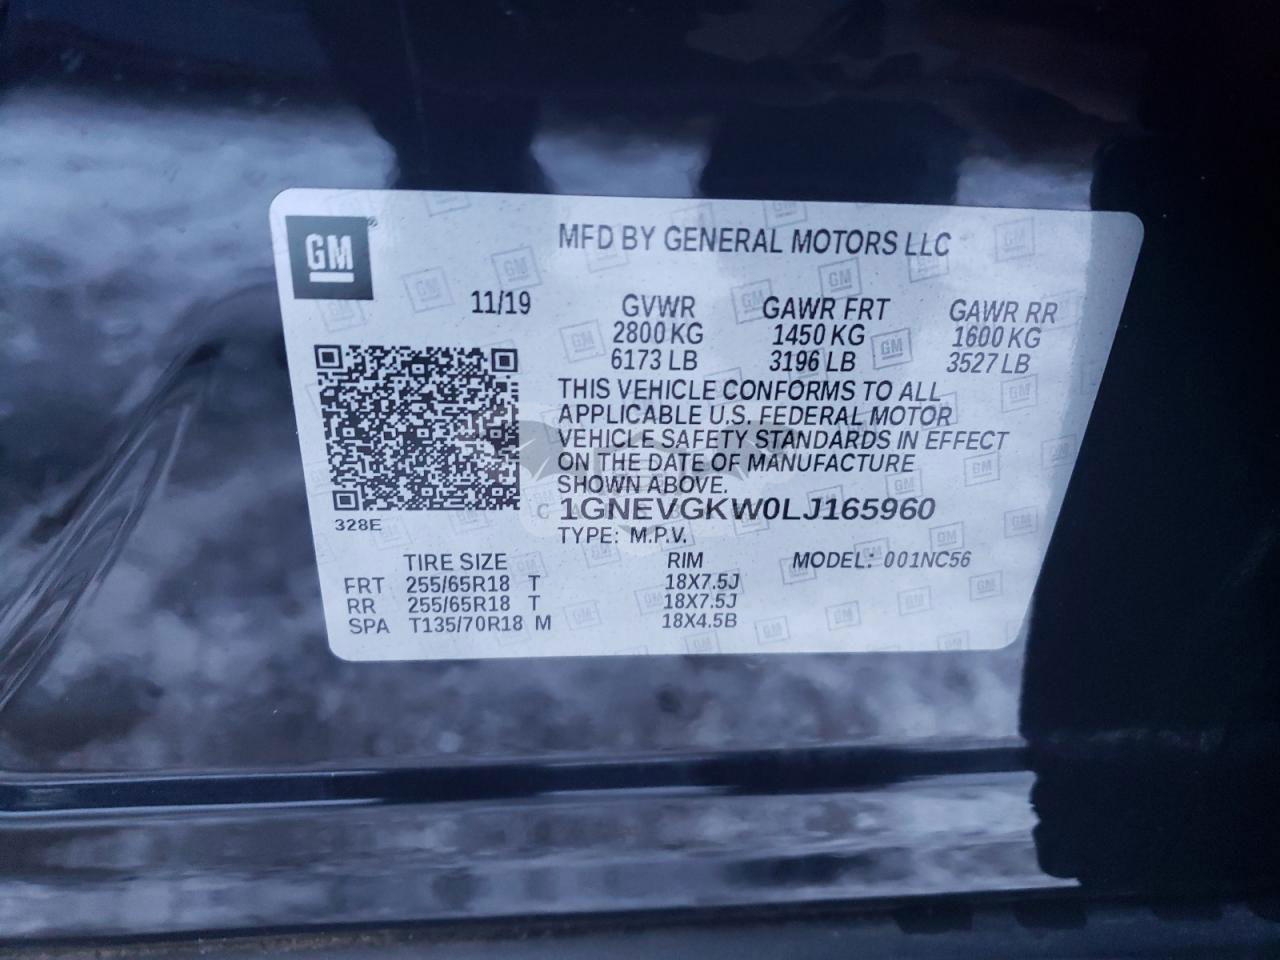 GM
MFD BY GENERAL MOTORS LLC
11/19 GVWR GAWR FRT GAWR RR
2800 KG 1450 KG 1600 KG
6173 LB 3196 LB 3527 LB
THIS VEHICLE CONFORMS TO ALL
APPLICABLE U.S. FEDERAL MOTOR
VEHICLE SAFETY STANDARDS IN EFFECT
ON THE DATE OF MANUFACTURE
SHOWN ABOVE.
328E
1GNEVGKW0LJ165960
TYPE: M.P.V.
TIRE SIZE RIM MODEL: 001NC56
FRT 255/65R18 T 18X7.5J
RR 255/65R18 T 18X7.5J
SPA T135/70R18 M 18X4.5B